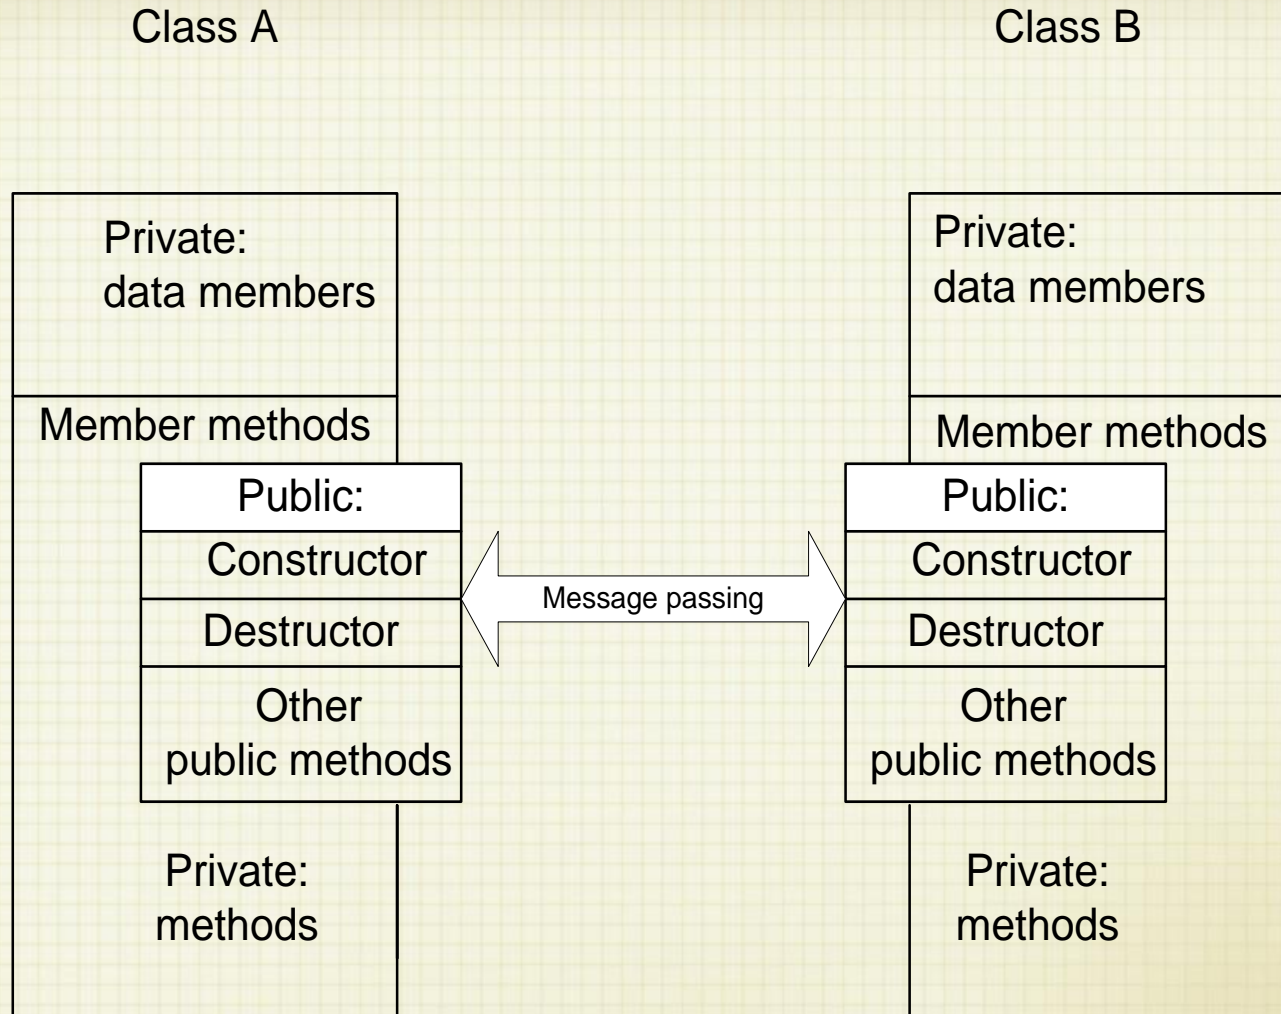 Class A
Private:
data members
Member methods
Public:
Constructor
Destructor
Other
public methods
Private:
methods
Message passing
Class B
Private:
data members
Member methods
Public:
Constructor
Destructor
Other
public methods
Private:
methods